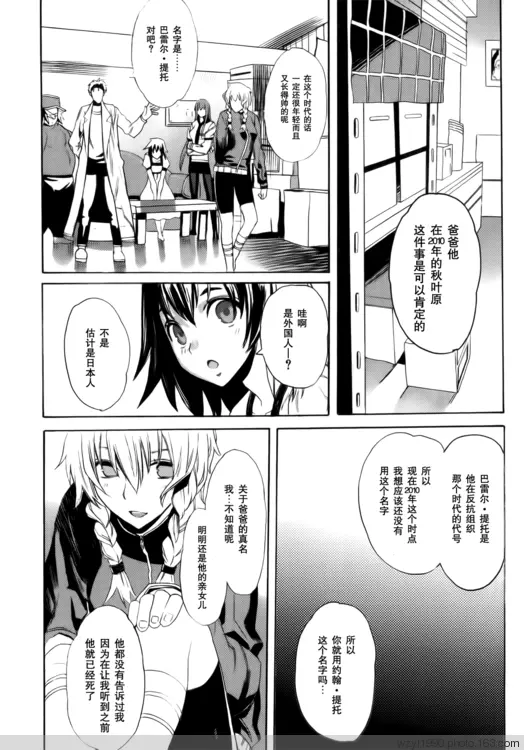 爸爸他
在2010年的秋叶原
这件事是可以肯定的
在这个时代的话
一定还很年轻而且
又长得帅的呢
名字是……
巴雷尔·提托
对吧？
哇啊
是外国人—？
不是
估计是日本人
巴雷尔·提托是
他在反抗组织
那个时代的代号
所以
现在2010年这个时点
我想应该还没有
用这个名字
所以
你就用约翰·提托
这个名字吗…
关于爸爸的真名
我…不知道呢
明明还是他的亲女儿
他都没有告诉过我
因为在让我听到之前
他就已经死了